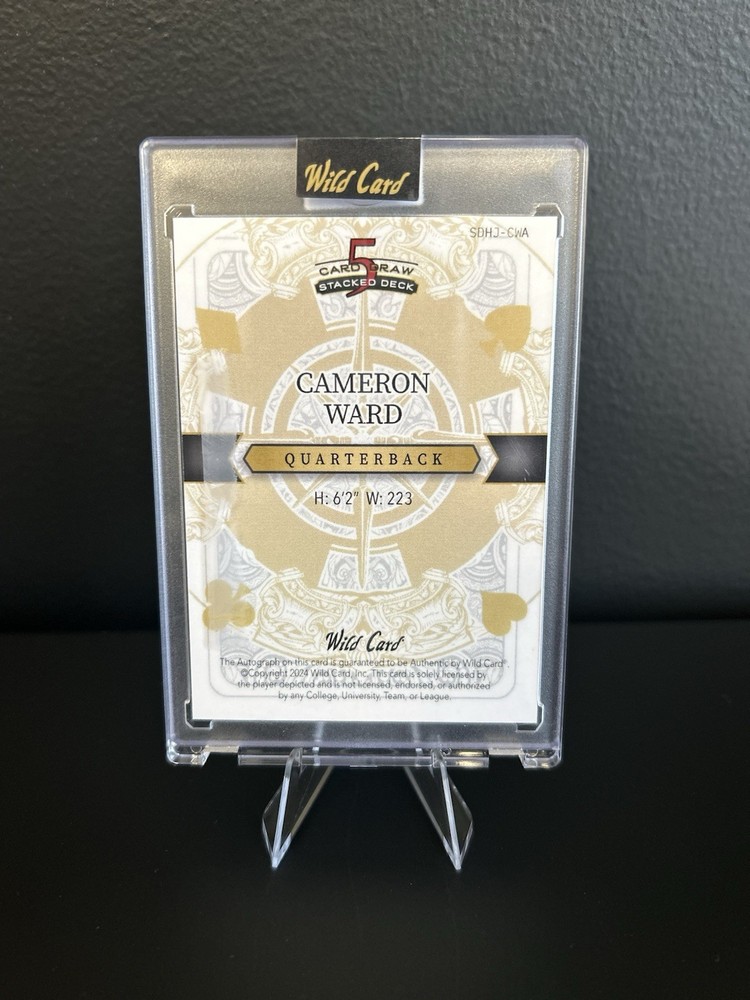 Wild Card
SDHJ-CWA
5
CARD DRAW
STACKED DECK
CAMERON
WARD
QUARTERBACK
H: 6'2" W: 223
Wild Card
The Autograph on this card is guaranteed to be Authentic by Wild Card®.
©Copyright 2024 Wild Card, Inc. This card is solely licensed by
the player depicted and is not licensed, endorsed, or authorized
by any College, University, Team, or League.